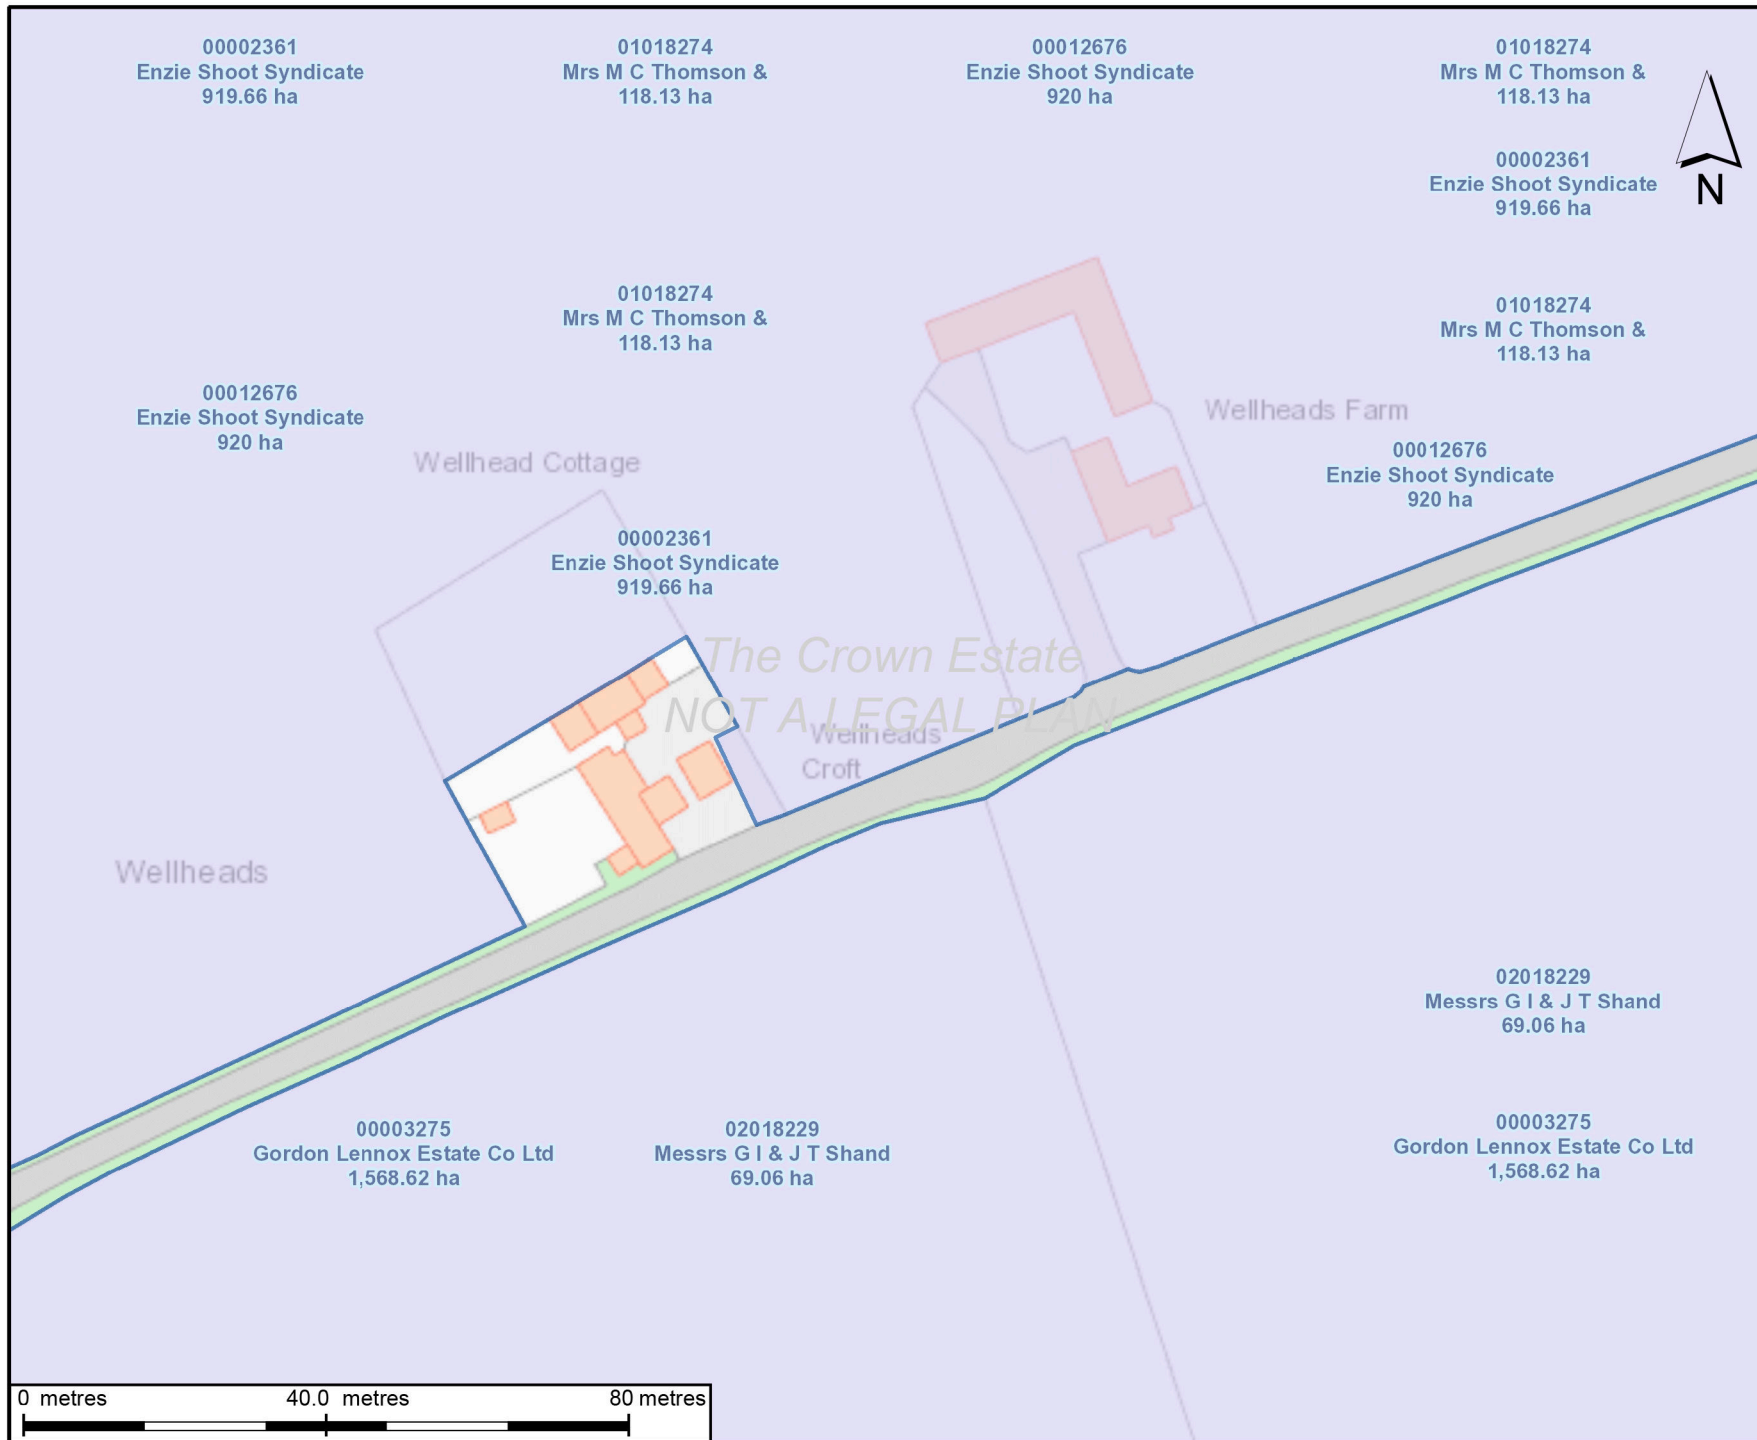 00002361
Enzie Shoot Syndicate
919.66 ha
01018274
Mrs M C Thomson &
118.13 ha
00012676
Enzie Shoot Syndicate
920 ha
01018274
Mrs M C Thomson &
118.13 ha
00002361
Enzie Shoot Syndicate
919.66 ha
N
01018274
Mrs M C Thomson &
118.13 ha
01018274
Mrs M C Thomson &
118.13 ha
00012676
Enzie Shoot Syndicate
920 ha
Wellheads Farm
Wellhead Cottage
00012676
Enzie Shoot Syndicate
920 ha
00002361
Enzie Shoot Syndicate
919.66 ha
The Crown Estate
NOT A LEGAL PLAN
Wellheads
Croft
Wellheads
02018229
Messrs G I & J T Shand
69.06 ha
00003275
Gordon Lennox Estate Co Ltd
1,568.62 ha
02018229
Messrs G I & J T Shand
69.06 ha
00003275
Gordon Lennox Estate Co Ltd
1,568.62 ha
0 metres 40.0 metres 80 metres